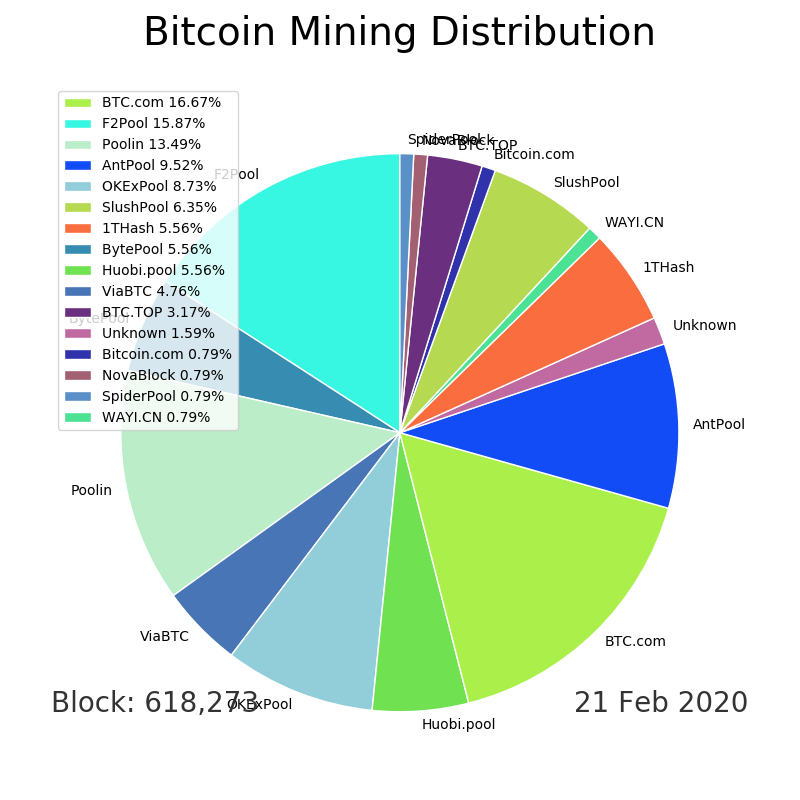 Bitcoin Mining Distribution
BTC.com 16.67%
F2Pool 15.87%
Poolin 13.49%
AntPool 9.52%
OKExPool 8.73%
SlushPool 6.35%
1THash 5.56%
BytePool 5.56%
Huobi.pool 5.56%
ViaBTC 4.76%
BTC.TOP 3.17%
Unknown 1.59%
Bitcoin.com 0.79%
NovaBlock 0.79%
SpiderPool 0.79%
WAYI.CN 0.79%
SpiderPool
NovaBlock
BTC.TOP
Bitcoin.com
SlushPool
WAYI.CN
1THash
Unknown
AntPool
BTC.com
Huobi.pool
OKExPool
ViaBTC
Poolin
BytePool
F2Pool
Block: 618,273
21 Feb 2020